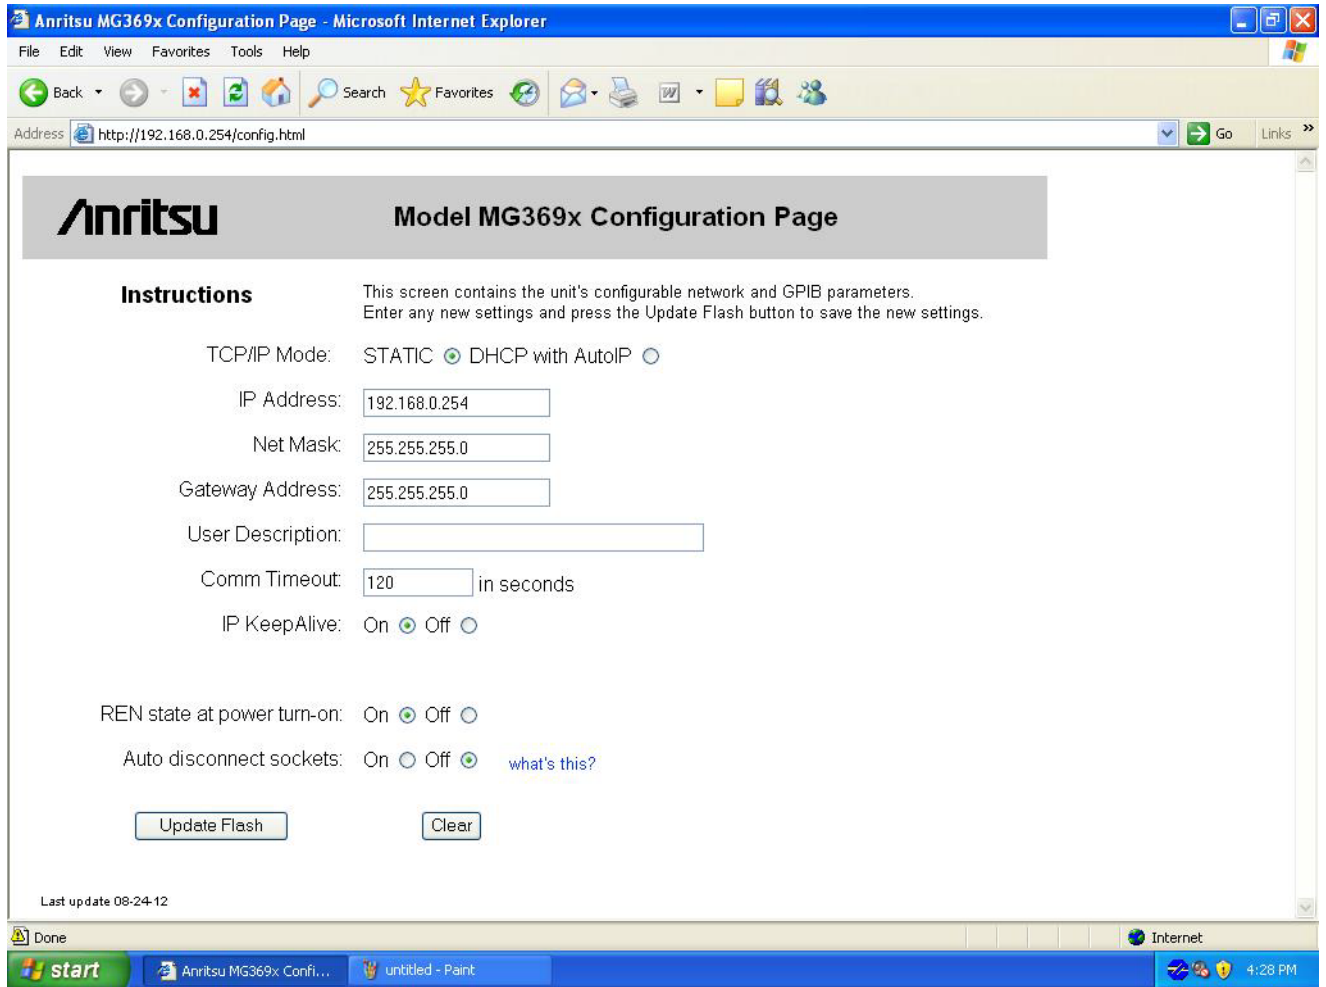 Anritsu MG369x Configuration Page - Microsoft Internet Explorer
File Edit View Favorites Tools Help
Back Search Favorites
Address http://192.168.0.254/config.html Go Links »
Anritsu Model MG369x Configuration Page
Instructions This screen contains the unit's configurable network and GPIB parameters.
Enter any new settings and press the Update Flash button to save the new settings.
TCP/IP Mode: STATIC DHCP with AutoIP
IP Address: 192.168.0.254
Net Mask: 255.255.255.0
Gateway Address: 255.255.255.0
User Description:
Comm Timeout: 120 in seconds
IP KeepAlive: On Off
REN state at power turn-on: On Off
Auto disconnect sockets: On Off what's this?
Update Flash Clear
Last update 08-24-12
Done Internet
start Anritsu MG369x Confi... untitled - Paint 4:28 PM